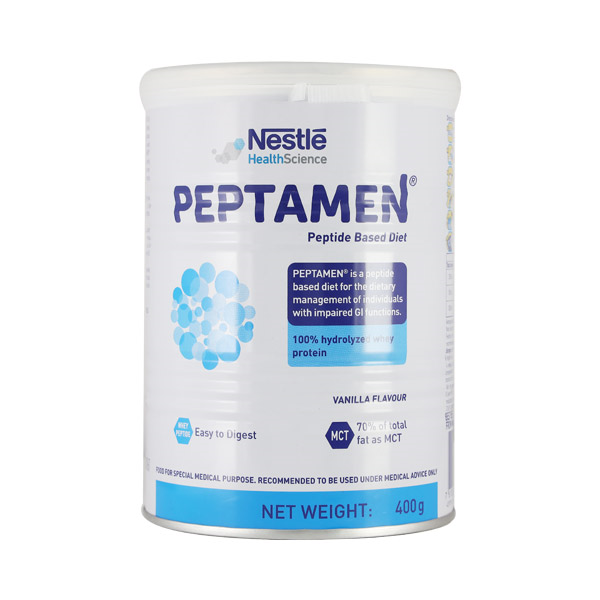 Nestlé
HealthScience
PEPTAMEN®
Peptide Based Diet
PEPTAMEN® is a peptide
based diet for the dietary
management of individuals
with impaired GI functions.
100% hydrolyzed whey
protein
VANILLA FLAVOUR
WHEY
PEPTIDE
Easy to Digest
MCT
70% of total
fat as MCT
FOOD FOR SPECIAL MEDICAL PURPOSE. RECOMMENDED TO BE USED UNDER MEDICAL ADVICE ONLY
NET WEIGHT: 400g